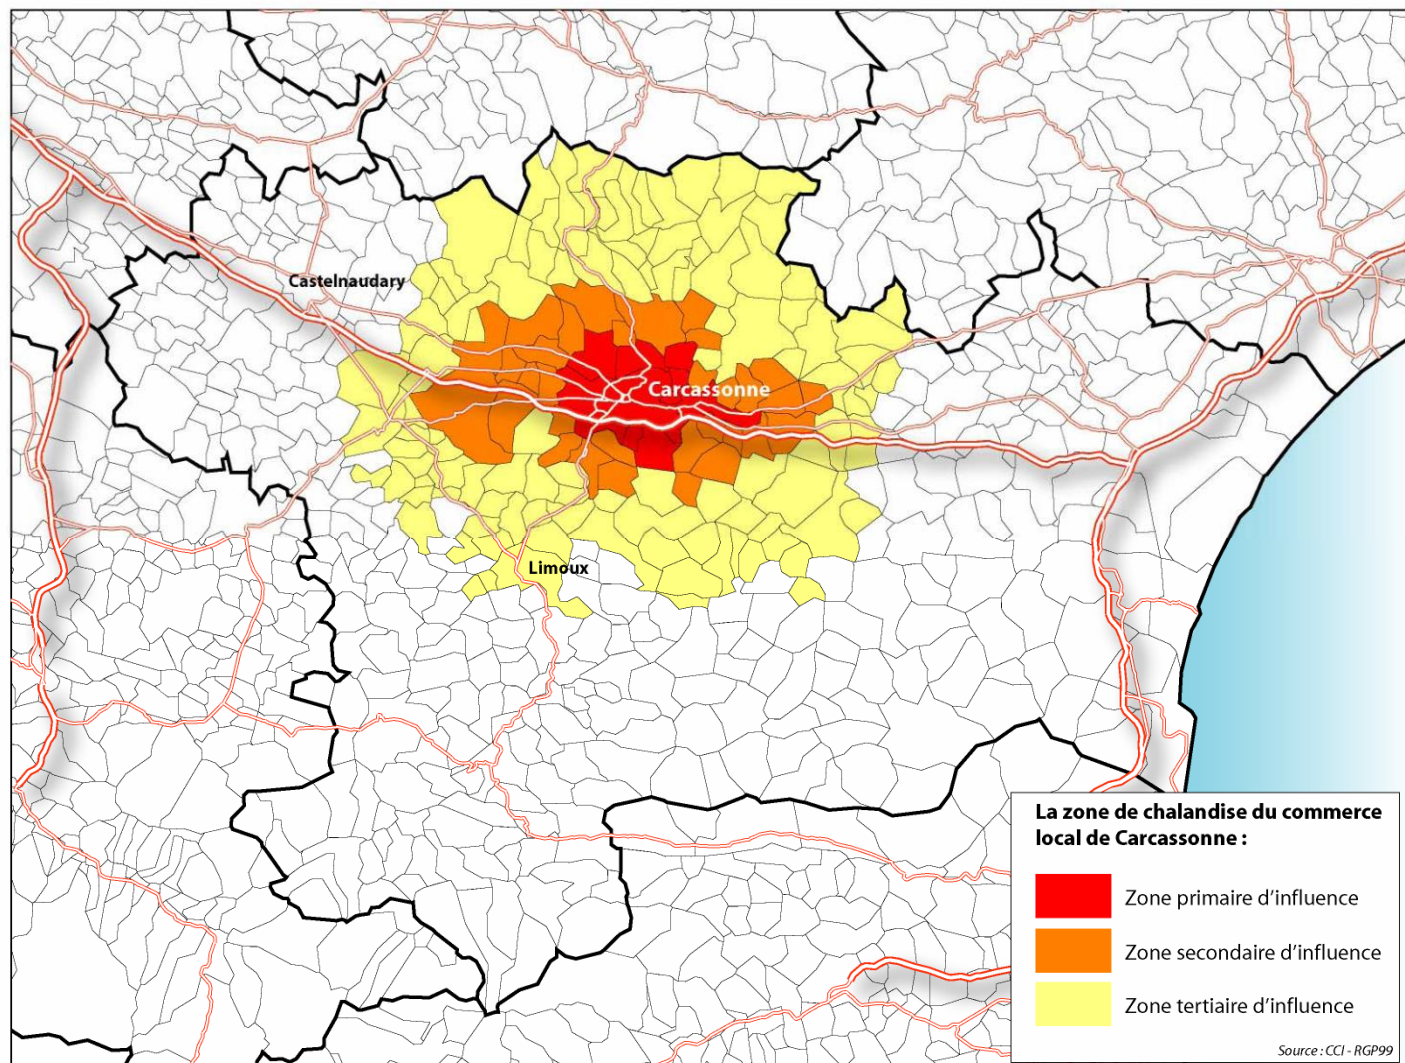 Castelnaudary
Carcassonne
Limoux
La zone de chalandise du commerce
local de Carcassonne :
Zone primaire d’influence
Zone secondaire d’influence
Zone tertiaire d’influence
Source : CCI - RGP99